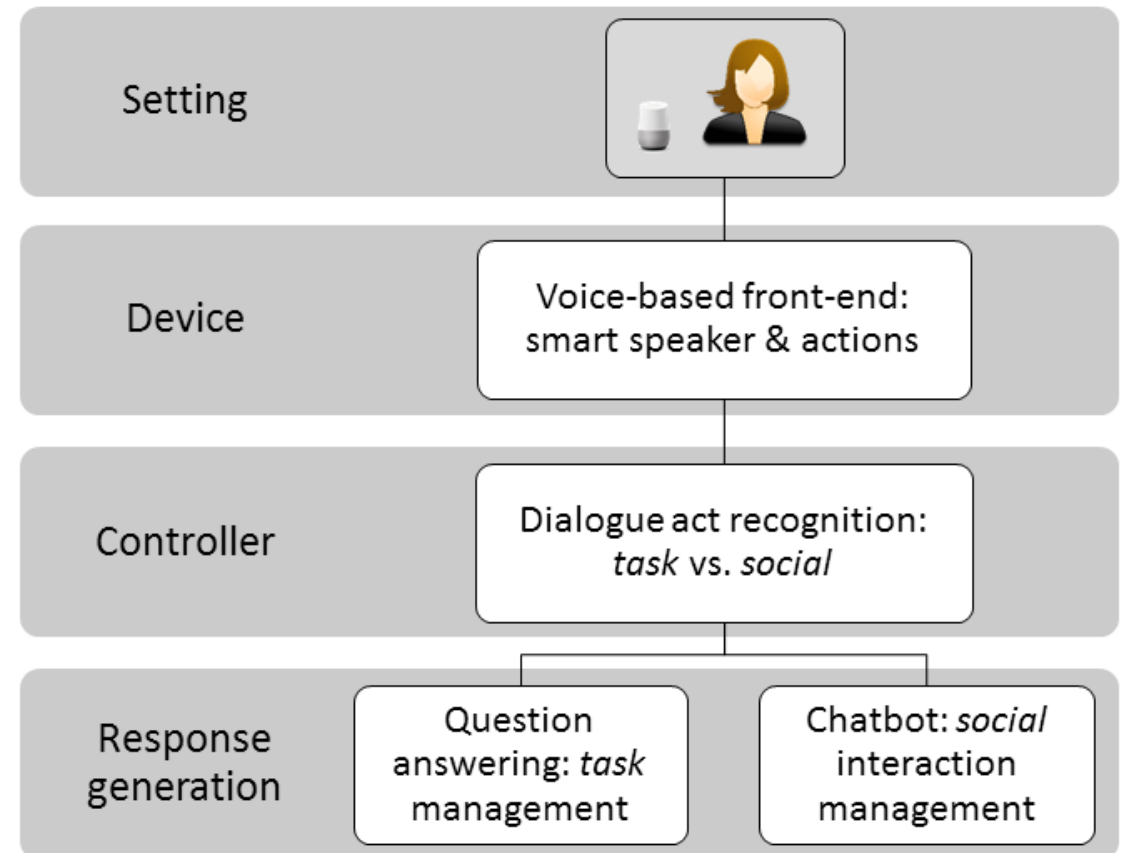 Setting
Device
Voice-based front-end:
smart speaker & actions
Controller
Dialogue act recognition:
task vs. social
Response
generation
Question
answering: task
management
Chatbot: social
interaction
management